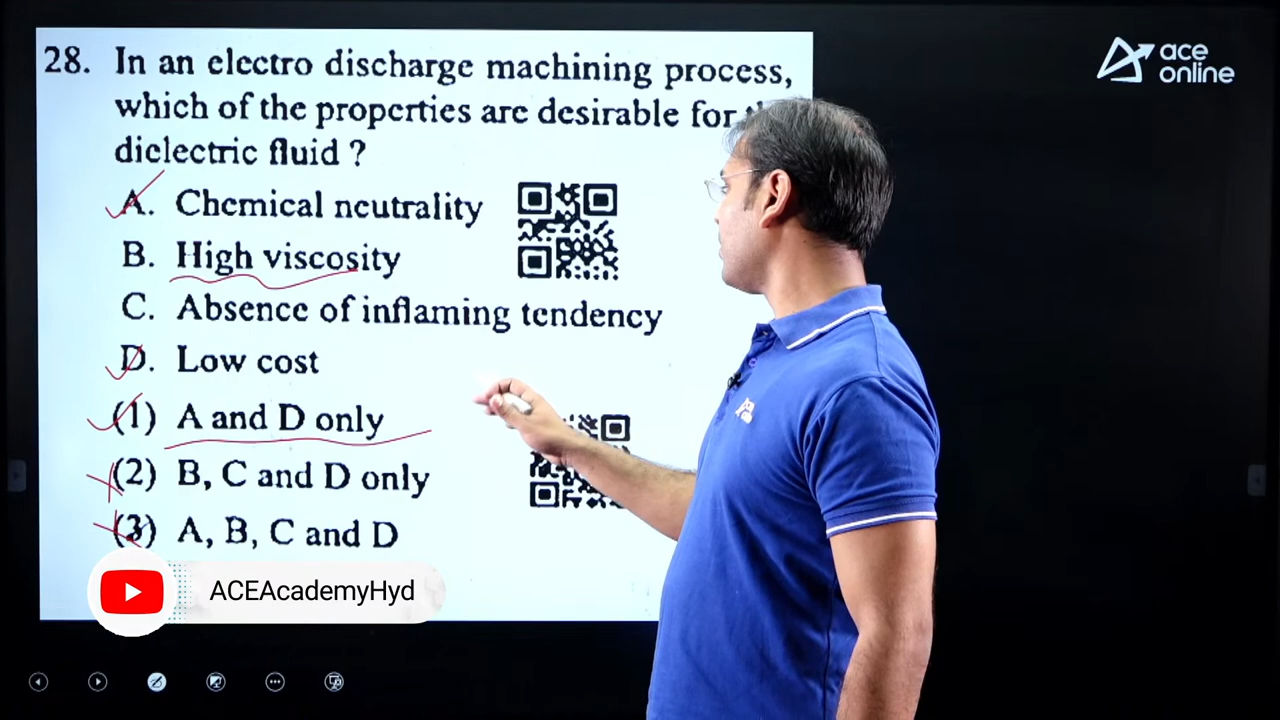 28. In an electro discharge machining process,
which of the properties are desirable for
dielectric fluid ?
A. Chemical neutrality
B. High viscosity
C. Absence of inflaming tendency
D. Low cost
(1) A and D only
(2) B, C and D only
(3) A, B, C and D
ACEAcademyHyd
ace
online